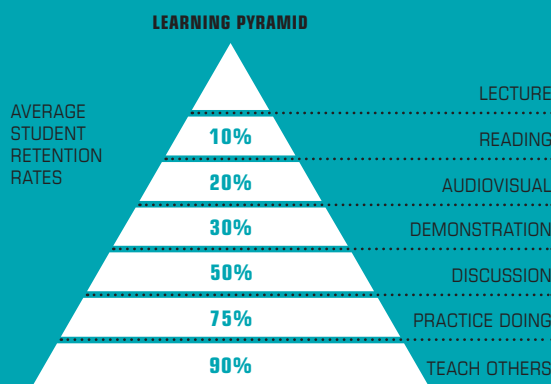 LEARNING PYRAMID
AVERAGE
STUDENT
RETENTION
RATES
LECTURE
10%
READING
20%
AUDIOVISUAL
30%
DEMONSTRATION
50%
DISCUSSION
75%
PRACTICE DOING
90%
TEACH OTHERS